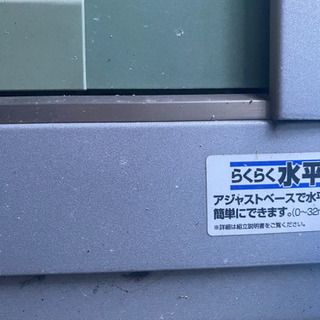 らくらく水平
アジャストベースで水平
簡単にできます。(0〜32m
※詳細は組立説明書をご覧ください。